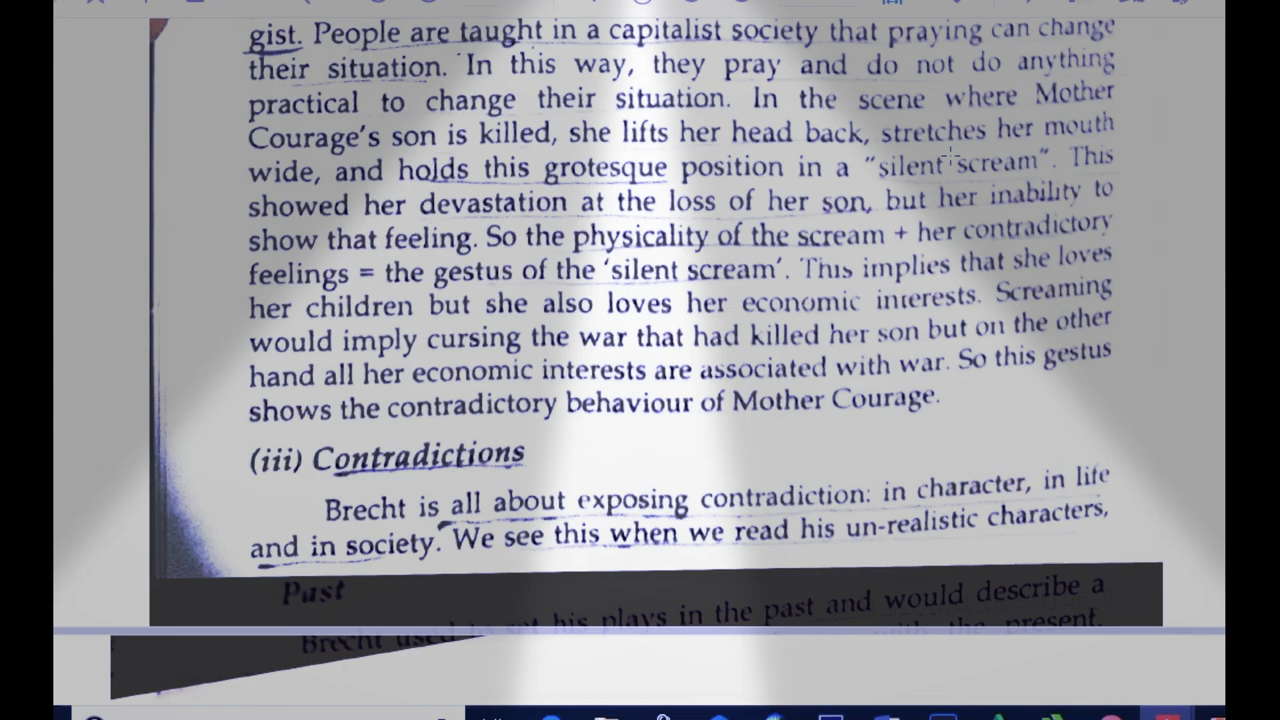 gist. People are taught in a capitalist society that praying can change
their situation. In this way, they pray and do not do anything
practical to change their situation. In the scene where Mother
Courage's son is killed, she lifts her head back, stretches her mouth
wide, and holds this grotesque position in a "silent scream". This
showed her devastation at the loss of her son, but her inability to
show that feeling. So the physicality of the scream + her contradictory
feelings = the gestus of the 'silent scream'. This implies that she loves
her children but she also loves her economic interests. Screaming
would imply cursing the war that had killed her son but on the other
hand all her economic interests are associated with war. So this gestus
shows the contradictory behaviour of Mother Courage.
(iii) Contradictions
Brecht is all about exposing contradiction: in character, in life
and in society. We see this when we read his un-realistic characters,
Past
Brecht used to set his plays in the past and would describe a
with the present.